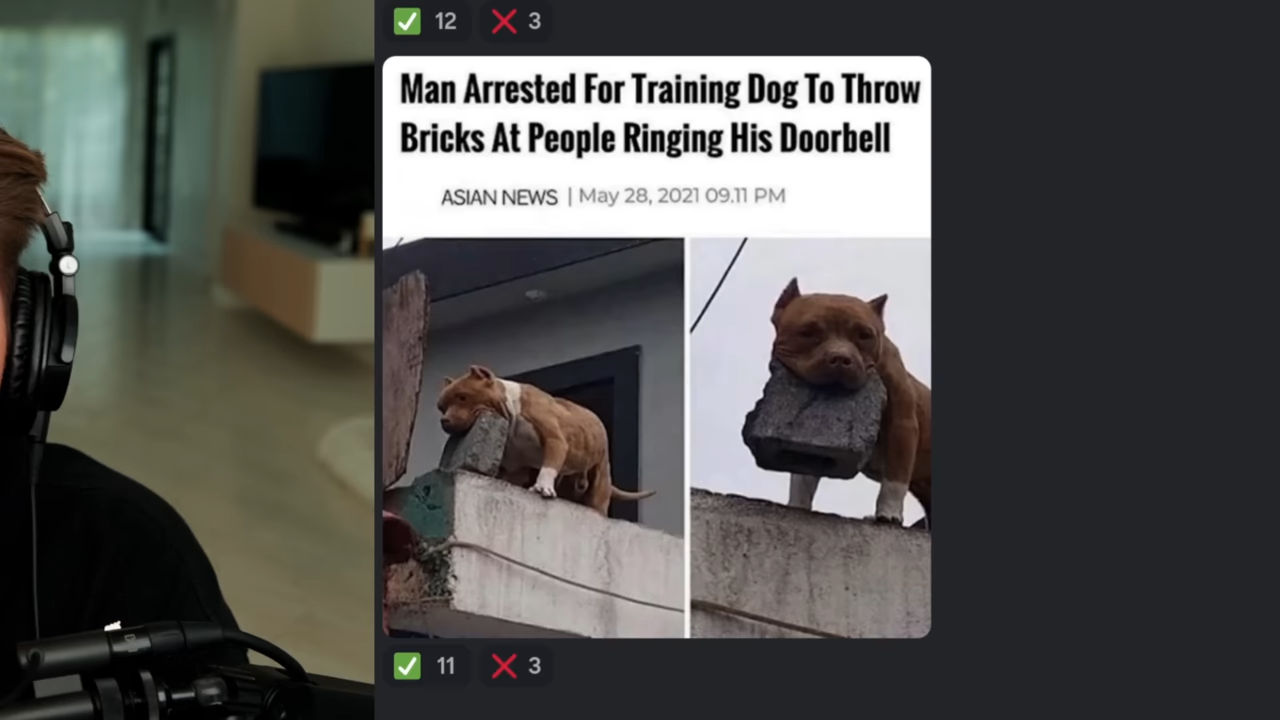 ✅ 12 ❌ 3
Man Arrested For Training Dog To Throw
Bricks At People Ringing His Doorbell
ASIAN NEWS | May 28, 2021 09.11 PM
✅ 11 ❌ 3